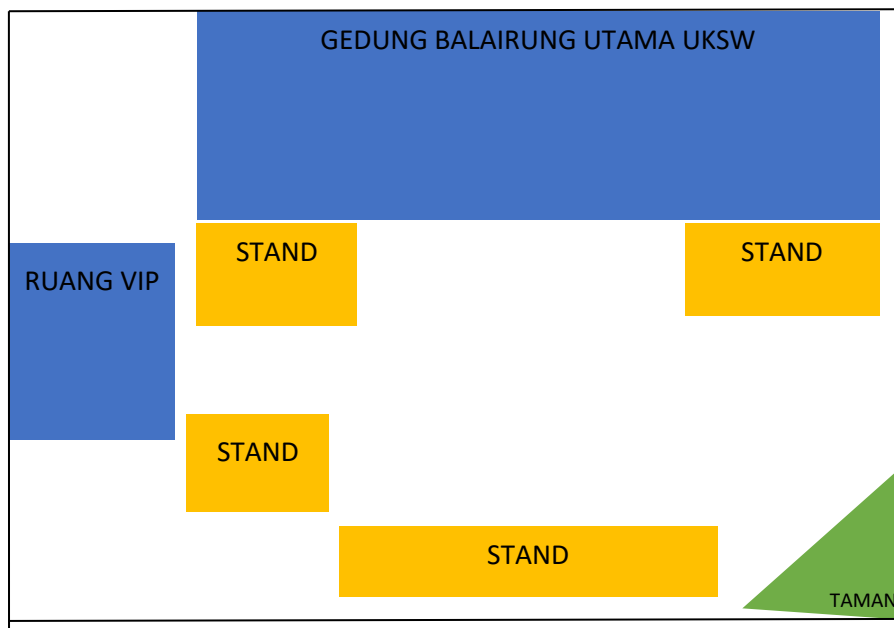 GEDUNG BALAIRUNG UTAMA UKSW
STAND
STAND
RUANG VIP
STAND
STAND
TAMAN